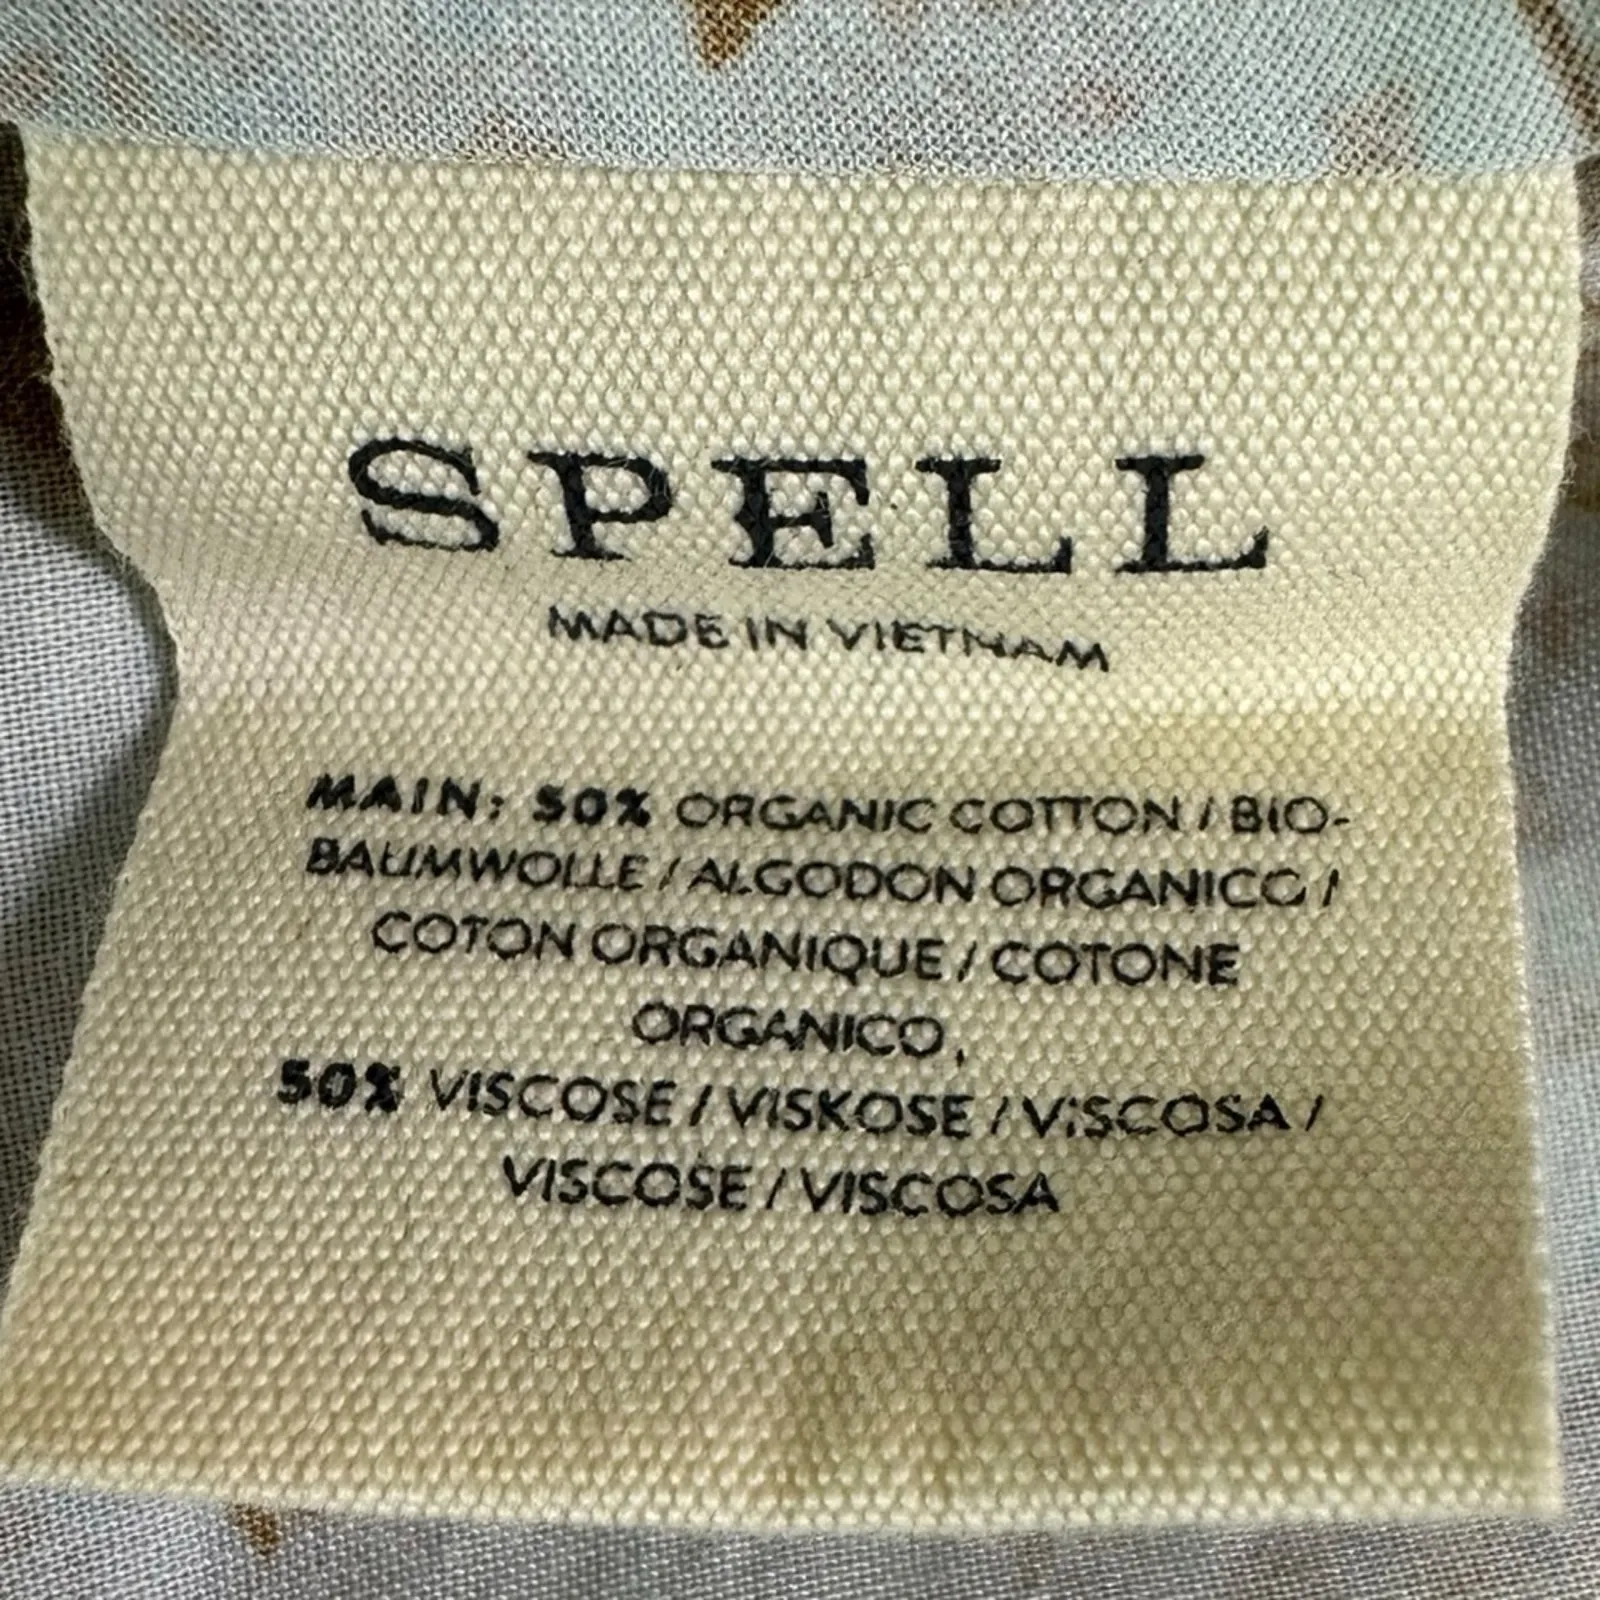 SPELL
MADE IN VIETNAM
MAIN: 50% ORGANIC COTTON / BIO-
BAUMWOLLE / ALGODON ORGANICO /
COTON ORGANIQUE / COTONE
ORGANICO,
50% VISCOSE / VISKOSE / VISCOSA /
VISCOSE / VISCOSA